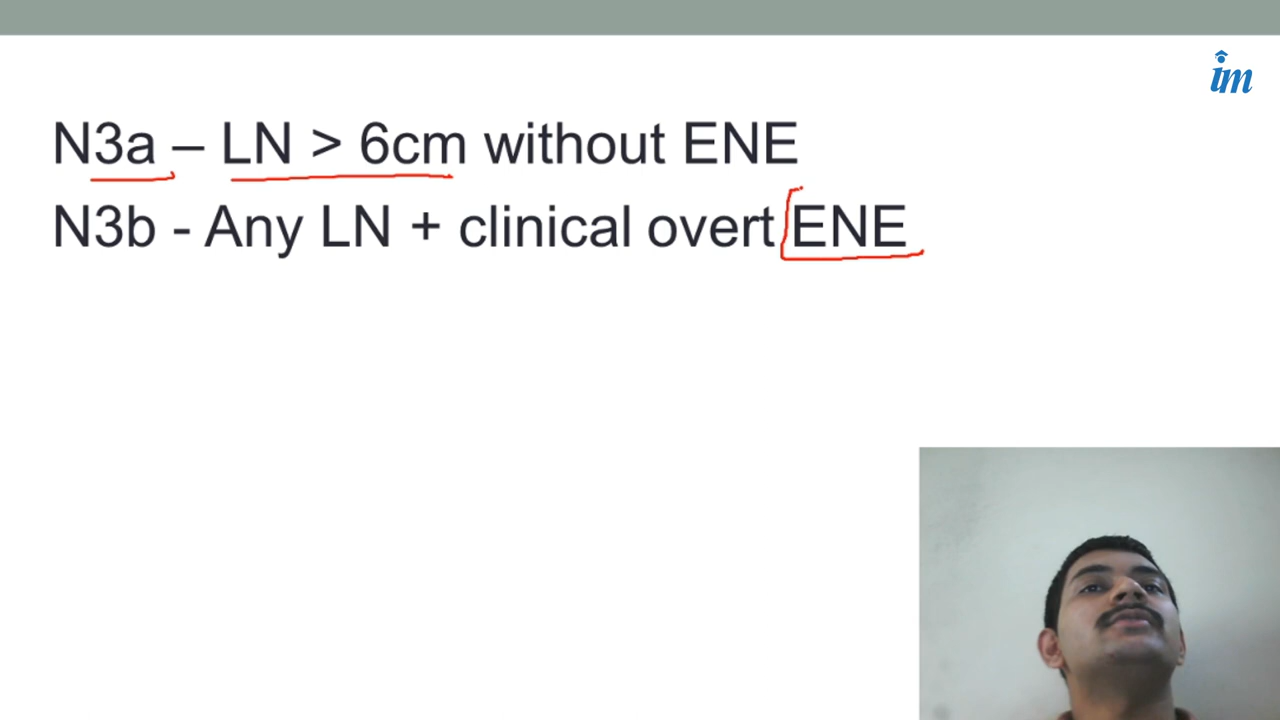 im
N3a – LN > 6cm without ENE
N3b - Any LN + clinical overt ENE